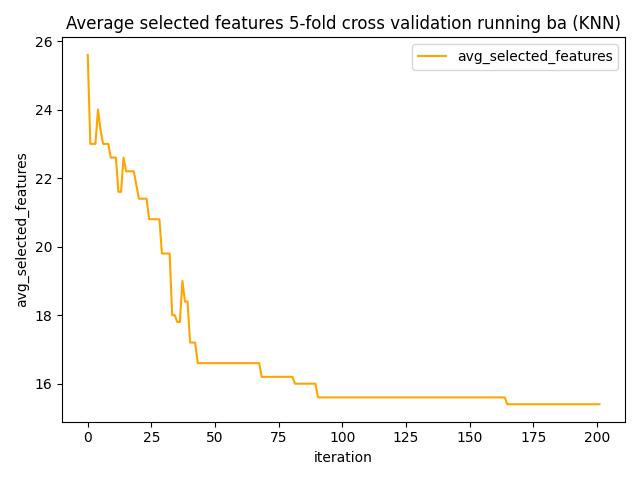 Average selected features 5-fold cross validation running ba (KNN)
avg_selected_features
26
24
22
20
18
16
avg_selected_features
0 25 50 75 100 125 150 175 200
iteration